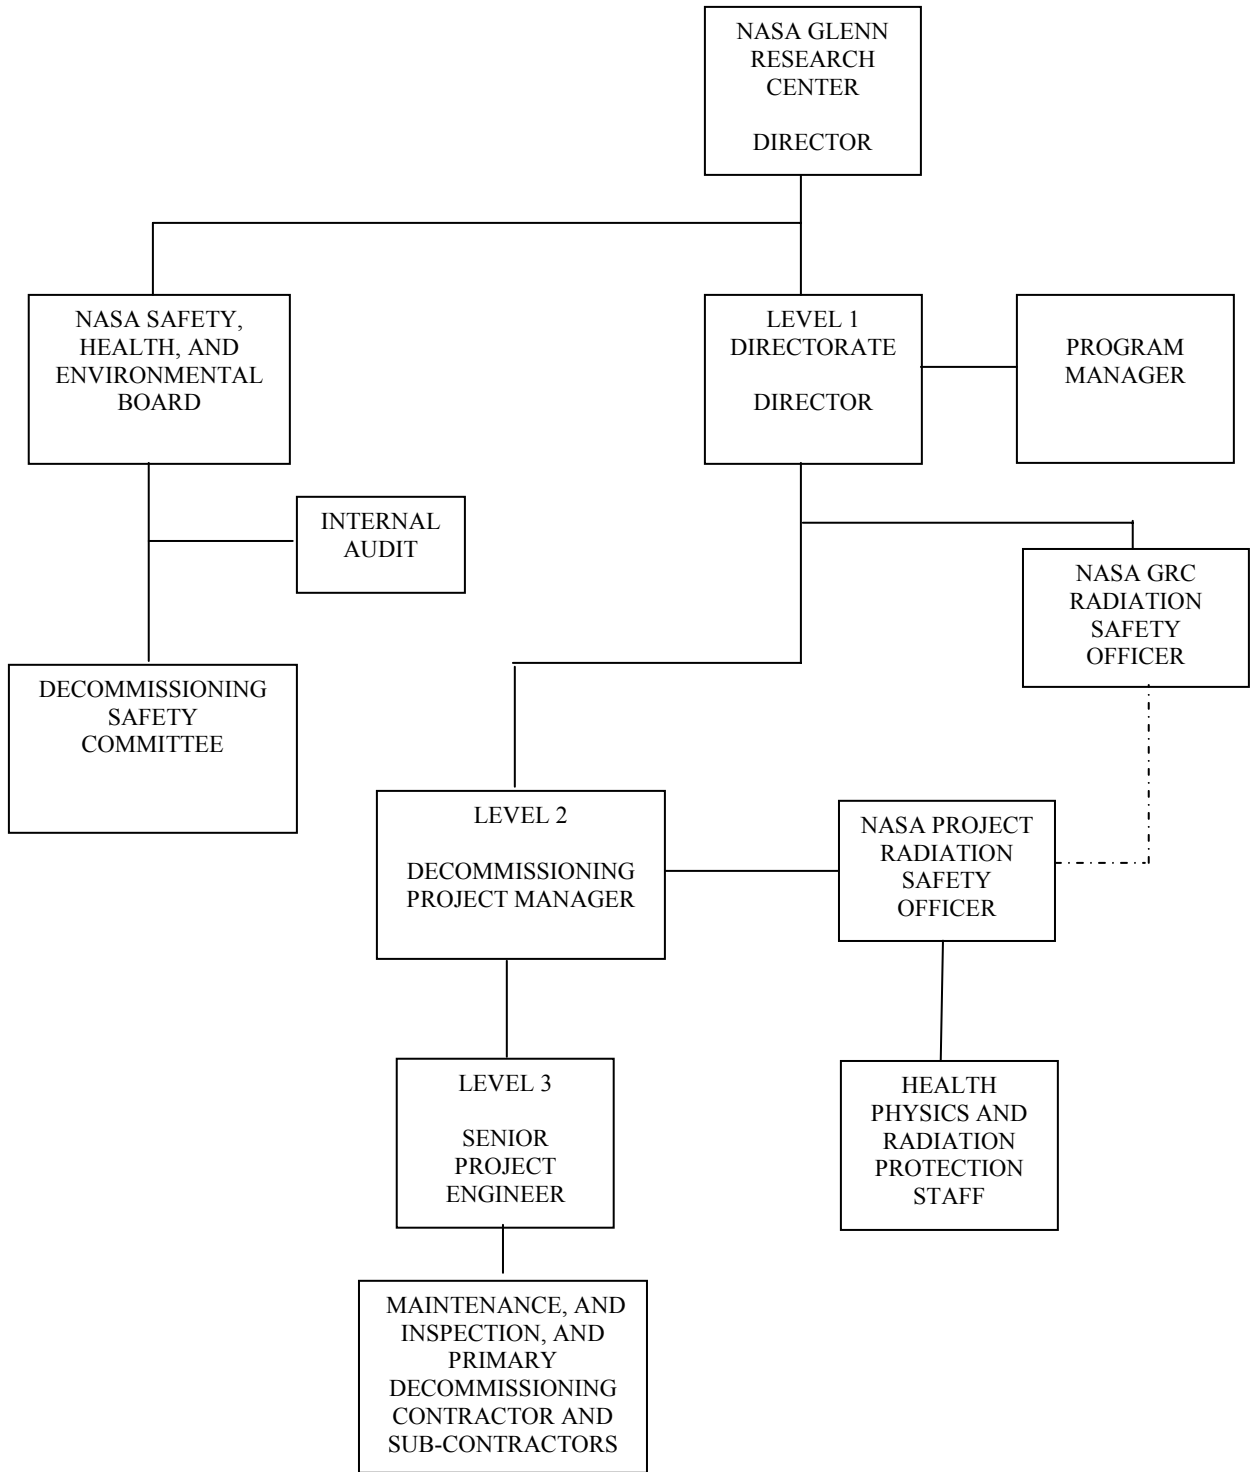 NASA GLENN
RESEARCH
CENTER
DIRECTOR
NASA SAFETY,
HEALTH, AND
ENVIRONMENTAL
BOARD
LEVEL 1
DIRECTORATE
DIRECTOR
PROGRAM
MANAGER
INTERNAL
AUDIT
NASA GRC
RADIATION
SAFETY
OFFICER
DECOMMISSIONING
SAFETY
COMMITTEE
LEVEL 2
DECOMMISSIONING
PROJECT MANAGER
NASA PROJECT
RADIATION
SAFETY
OFFICER
LEVEL 3
SENIOR
PROJECT
ENGINEER
HEALTH
PHYSICS AND
RADIATION
PROTECTION
STAFF
MAINTENANCE, AND
INSPECTION, AND
PRIMARY
DECOMMISSIONING
CONTRACTOR AND
SUB-CONTRACTORS